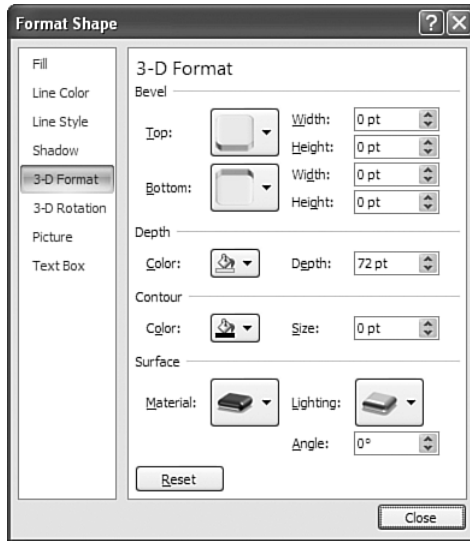 Format Shape
Fill
Line Color
Line Style
Shadow
3-D Format
3-D Rotation
Picture
Text Box
3-D Format
Bevel
Top:
Width: 0 pt
Height: 0 pt
Bottom:
Width: 0 pt
Height: 0 pt
Depth
Color: Depth: 72 pt
Contour
Color: Size: 0 pt
Surface
Material: Lighting:
Angle: 0°
Reset
Close